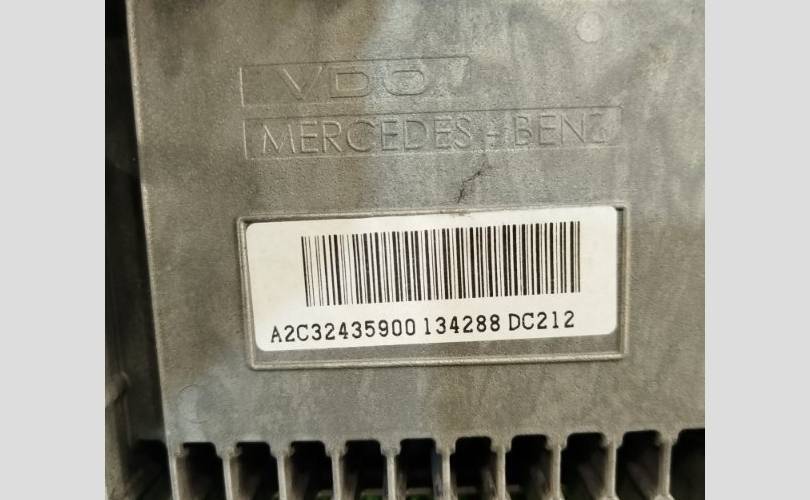 VDO
MERCEDES-BENZ
A2C32435900 134288 DC212